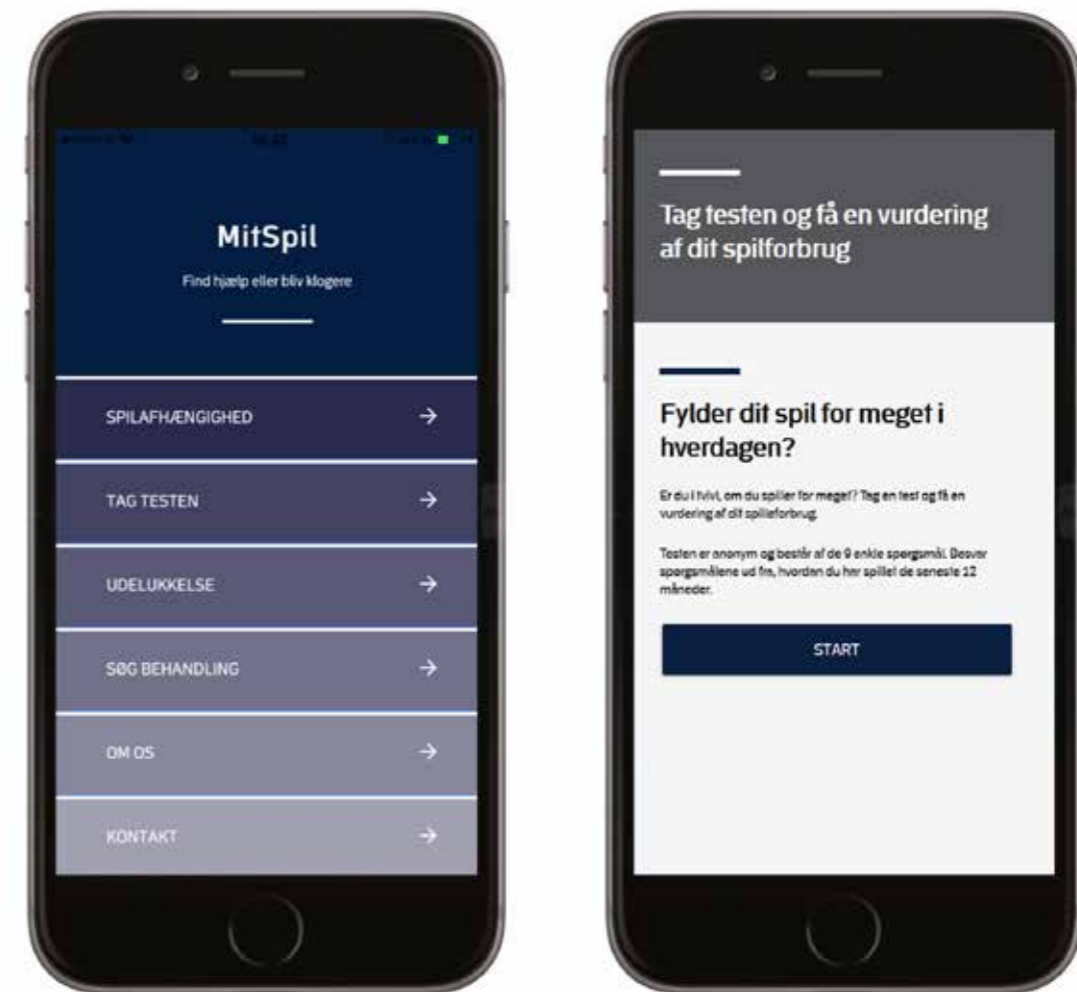 MitSpil
Find hjælp eller bliv klogere
SPILAFHÆNGIGHED
TAG TESTEN
UDELUKKELSE
SØG BEHANDLING
OM OS
KONTAKT
Tag testen og få en vurdering
af dit spilforbrug
Fylder dit spil for meget i
hverdagen?
Er du i tvivl, om du spiller for meget? Tag en test og få en
vurdering af dit spilleforbrug.
Testen er anonym og består af de 9 enkle spørgsmål. Besvar
spørgsmålene ud fra, hvordan du har spillet de seneste 12
måneder.
START